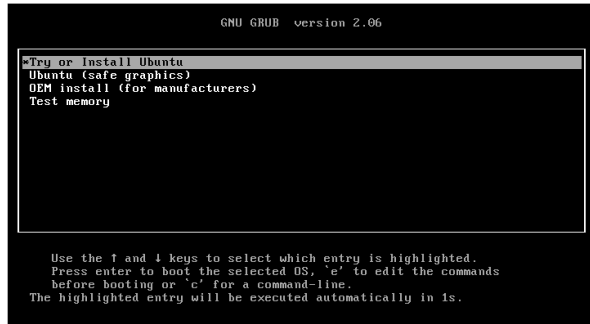 GNU GRUB  version 2.06
*Try or Install Ubuntu
Ubuntu (safe graphics)
OEM install (for manufacturers)
Test memory
Use the ↑ and ↓ keys to select which entry is highlighted.
Press enter to boot the selected OS, `e' to edit the commands
before booting or `c' for a command-line.
The highlighted entry will be executed automatically in 1s.